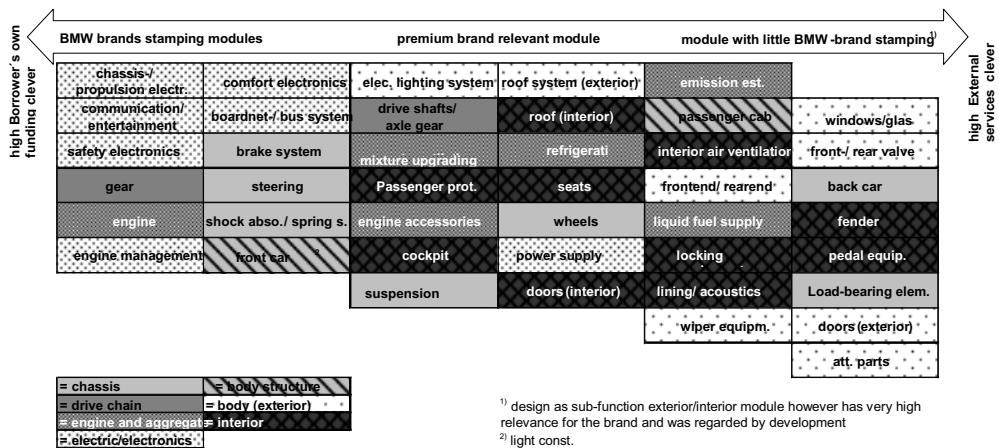 high Borrower´s own
funding clever
BMW brands stamping modules
premium brand relevant module
module with little BMW-brand stamping 1)
high External
services clever
chassis-/
propulsion electr.
comfort electronics
elec. lighting system
roof system (exterior)
emission est.
communication/
entertainment
boardnet-/ bus system
drive shafts/
axle gear
roof (interior)
passenger cab
windows/glas
safety electronics
brake system
mixture upgrading
refrigerati
interior air ventilation
front-/ rear valve
gear
steering
Passenger prot.
seats
frontend/ rearend
back car
engine
shock abso./ spring s.
engine accessories
wheels
liquid fuel supply
fender
engine management
front car 2
cockpit
power supply
locking
pedal equip.
suspension
doors (interior)
lining/ acoustics
Load-bearing elem.
wiper equipm.
doors (exterior)
att. parts
= chassis
= body structure
= drive chain
= body (exterior)
= engine and aggregate
= interior
= electric/electronics
1) design as sub-function exterior/interior module however has very high
relevance for the brand and was regarded by development
2) light const.